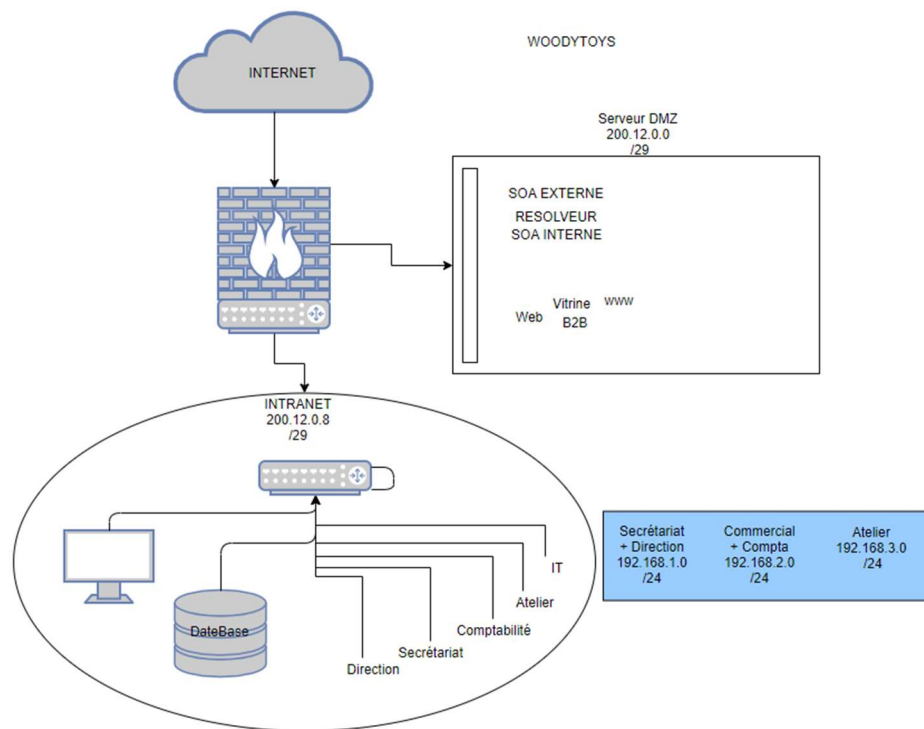 WOODYTOYS
INTERNET
Serveur DMZ
200.12.0.0
/29
SOA EXTERNE
RESOLVEUR
SOA INTERNE
Vitrine
www
Web
B2B
INTRANET
200.12.0.8
/29
IT
Atelier
Comptabilité
Secrétariat
Direction
DateBase
Secrétariat
+ Direction
192.168.1.0
/24
Commercial
+ Compta
192.168.2.0
/24
Atelier
192.168.3.0
/24